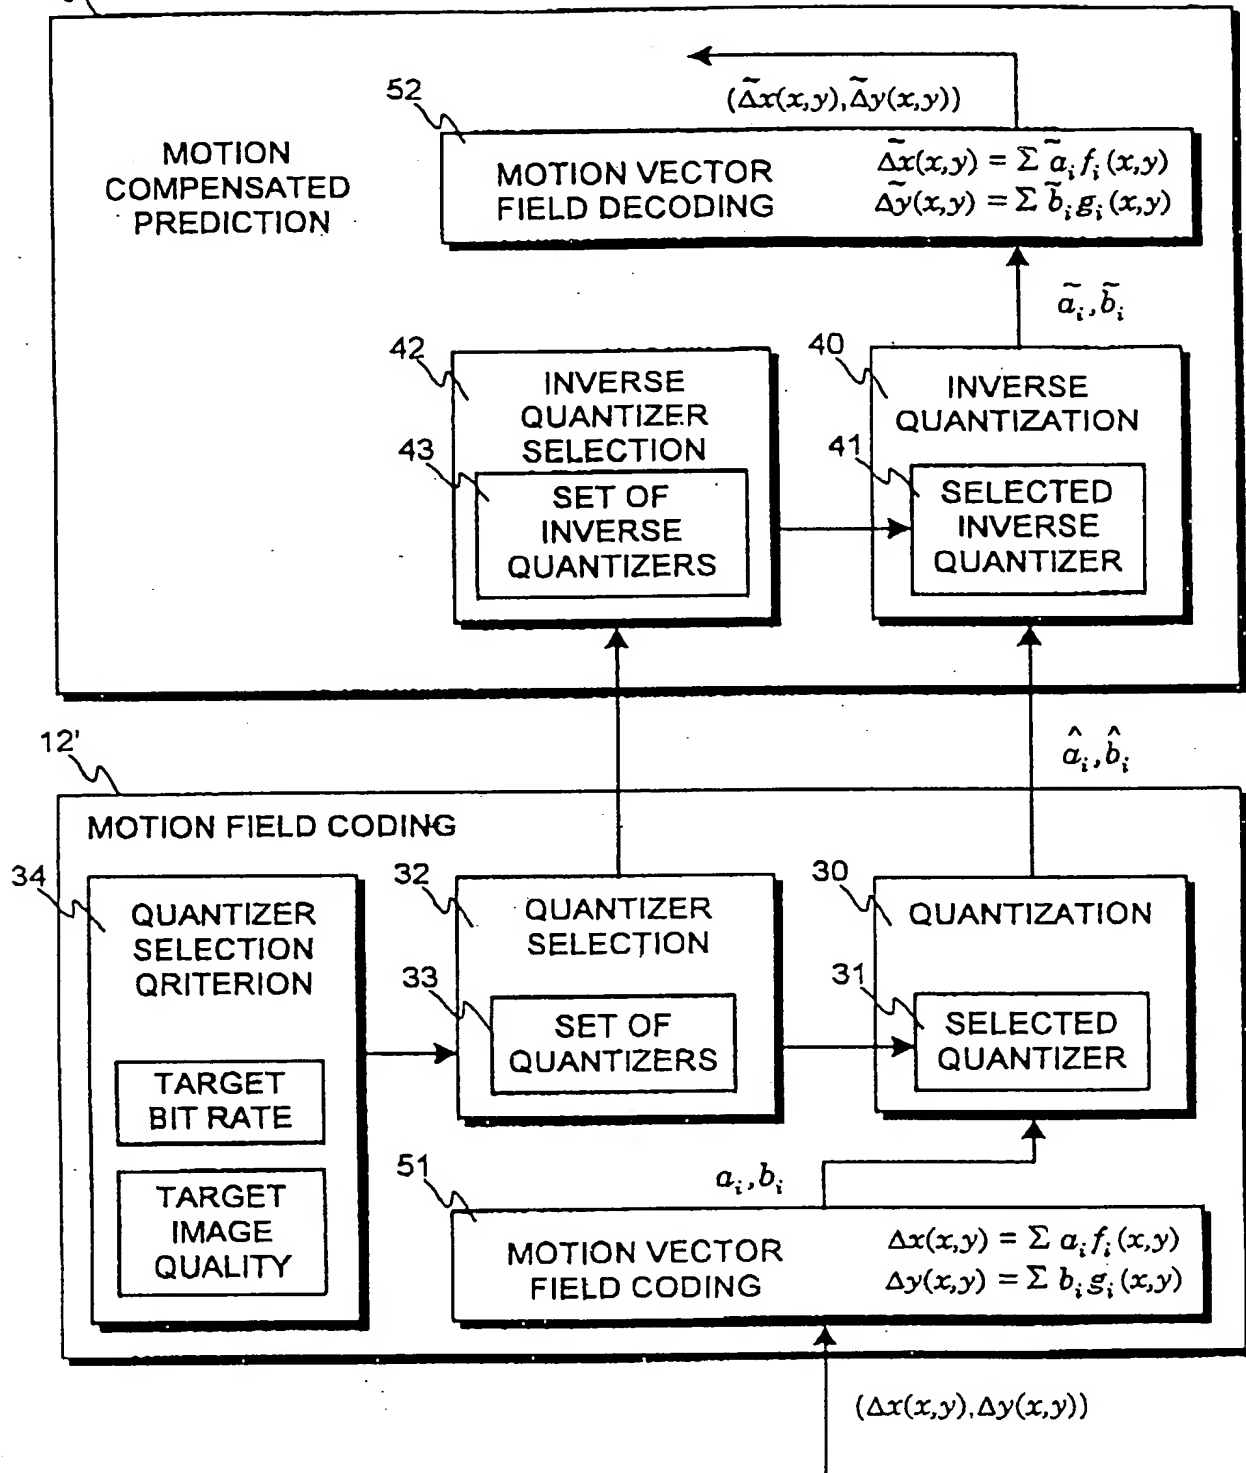 (Δ̃x(x,y),Δ̃y(x,y))
52
MOTION
COMPENSATED
PREDICTION
MOTION VECTOR
FIELD DECODING
Δ̃x(x,y) = Σ ã_i f_i(x,y)
Δ̃y(x,y) = Σ b̃_i g_i(x,y)
ã_i, b̃_i
42
INVERSE
QUANTIZER
SELECTION
43
SET OF
INVERSE
QUANTIZERS
40
INVERSE
QUANTIZATION
41
SELECTED
INVERSE
QUANTIZER
12'
â_i, b̂_i
MOTION FIELD CODING
34
QUANTIZER
SELECTION
QRITERION
TARGET
BIT RATE
TARGET
IMAGE
QUALITY
32
QUANTIZER
SELECTION
33
SET OF
QUANTIZERS
30
QUANTIZATION
31
SELECTED
QUANTIZER
51
a_i, b_i
MOTION VECTOR
FIELD CODING
Δx(x,y) = Σ a_i f_i(x,y)
Δy(x,y) = Σ b_i g_i(x,y)
(Δx(x,y),Δy(x,y))